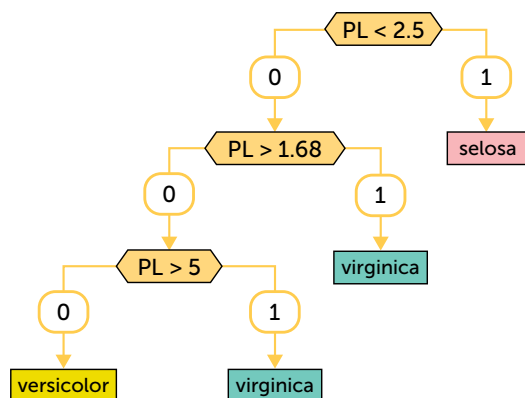 PL < 2.5
0
1
PL > 1.68
selosa
0
1
PL > 5
virginica
0
1
versicolor
virginica